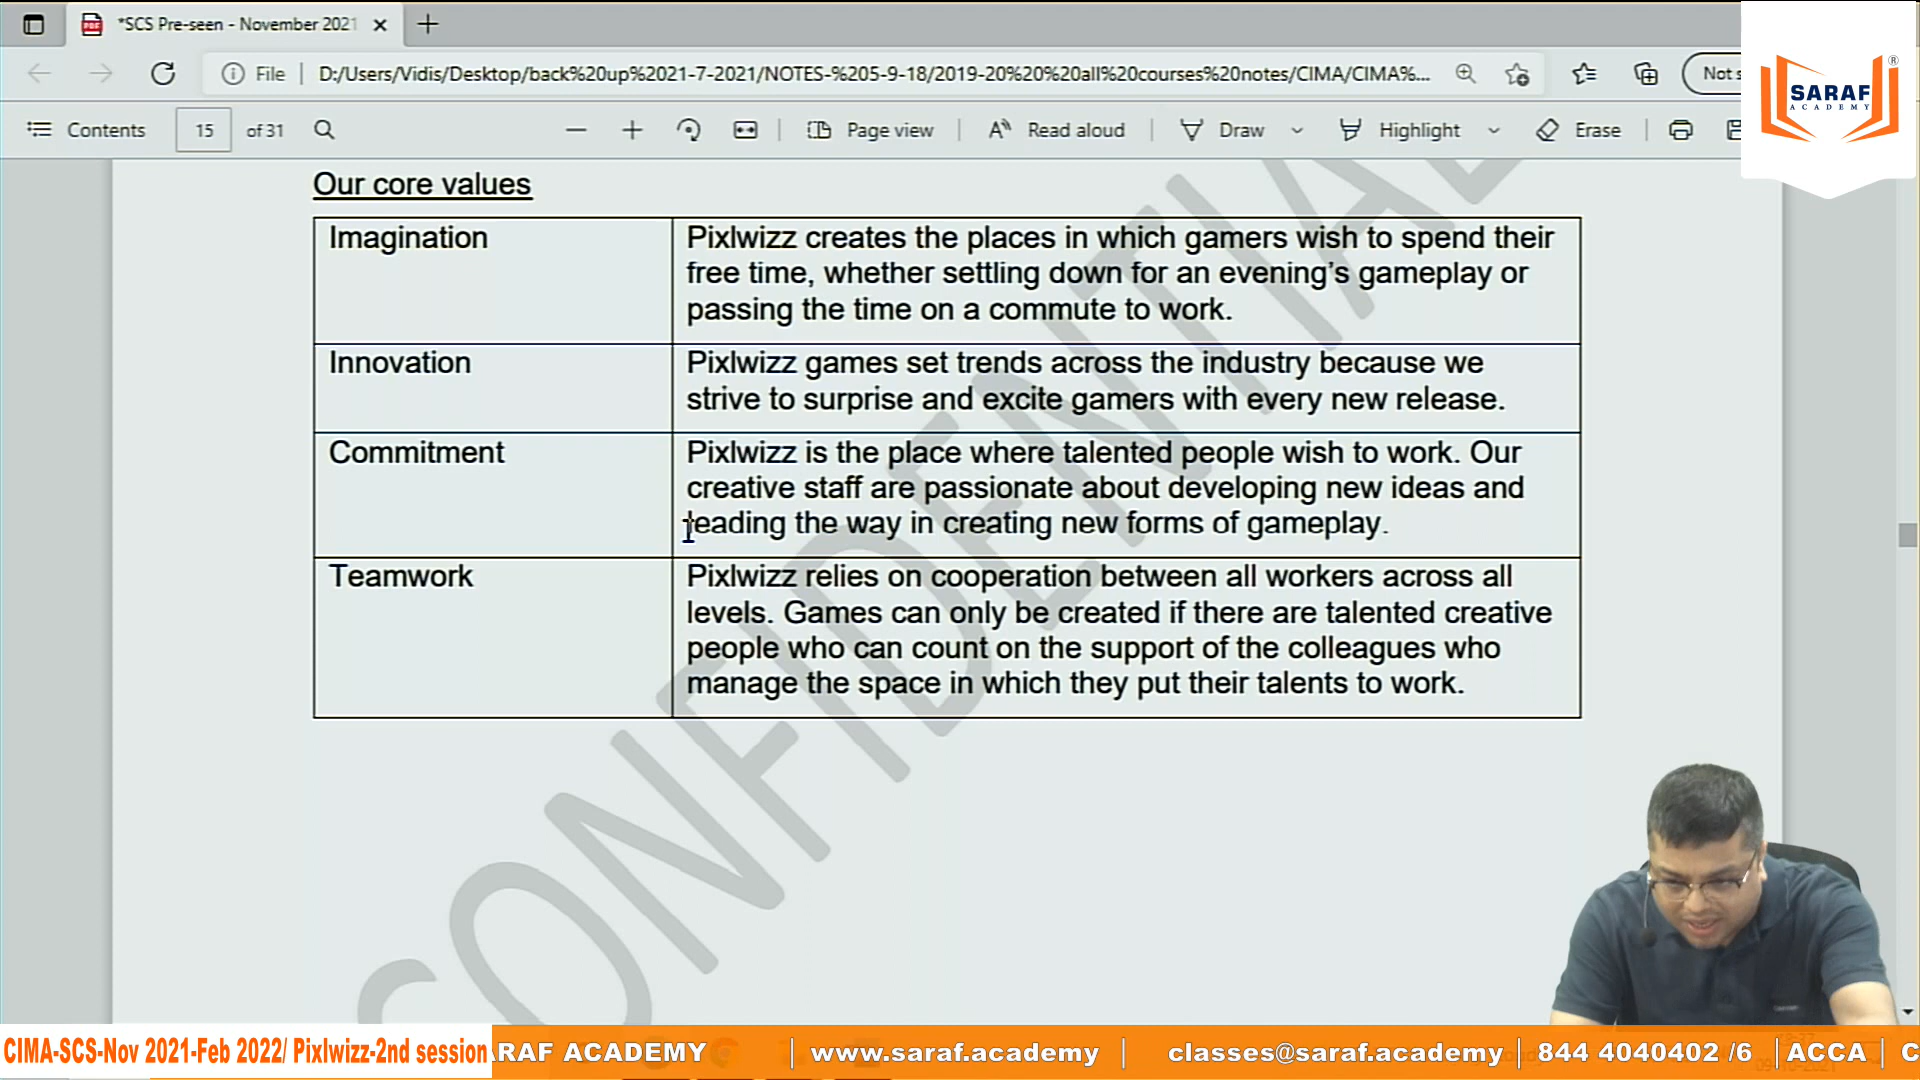 *SCS Pre-seen - November 2021
File
D:/Users/Vidis/Desktop/back%20up%2021-7-2021/NOTES-%205-9-18/2019-20%20%20all%20courses%20notes/CIMA/CIMA%...
Not s
SARAF
ACADEMY
®
Contents
15 of 31
Page view
Read aloud
Draw
Highlight
Erase
Our core values
Imagination
Pixlwizz creates the places in which gamers wish to spend their
free time, whether settling down for an evening's gameplay or
passing the time on a commute to work.
Innovation
Pixlwizz games set trends across the industry because we
strive to surprise and excite gamers with every new release.
Commitment
Pixlwizz is the place where talented people wish to work. Our
creative staff are passionate about developing new ideas and
leading the way in creating new forms of gameplay.
Teamwork
Pixlwizz relies on cooperation between all workers across all
levels. Games can only be created if there are talented creative
people who can count on the support of the colleagues who
manage the space in which they put their talents to work.
CONFIDENTIAL
CIMA-SCS-Nov 2021-Feb 2022/ Pixlwizz-2nd session
ARAF ACADEMY | www.saraf.academy | classes@saraf.academy | 844 4040402 /6 | ACCA | C